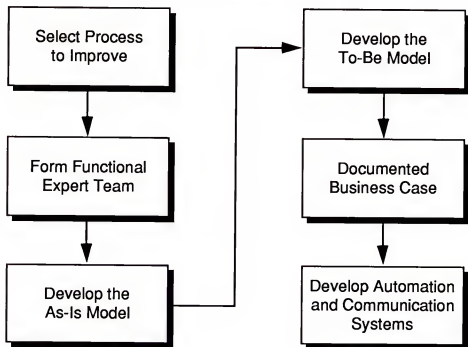 Select Process
to Improve
Form Functional
Expert Team
Develop the
As-Is Model
Develop the
To-Be Model
Documented
Business Case
Develop Automation
and Communication
Systems